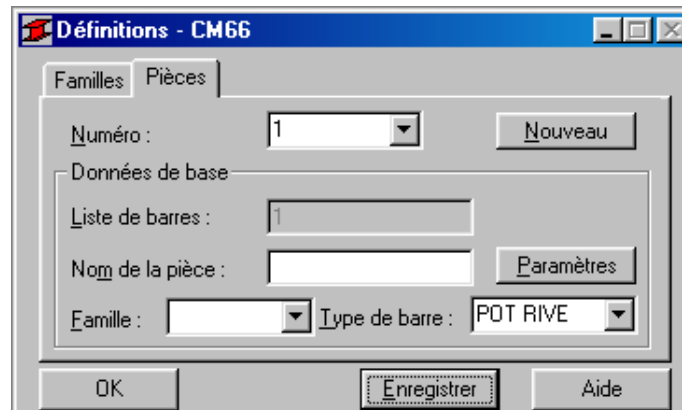 Définitions - CM66
Familles Pièces
Numéro : 1 Nouveau
Données de base
Liste de barres : 1
Nom de la pièce : Paramètres
Famille : Type de barre : POT RIVE
OK Enregistrer Aide